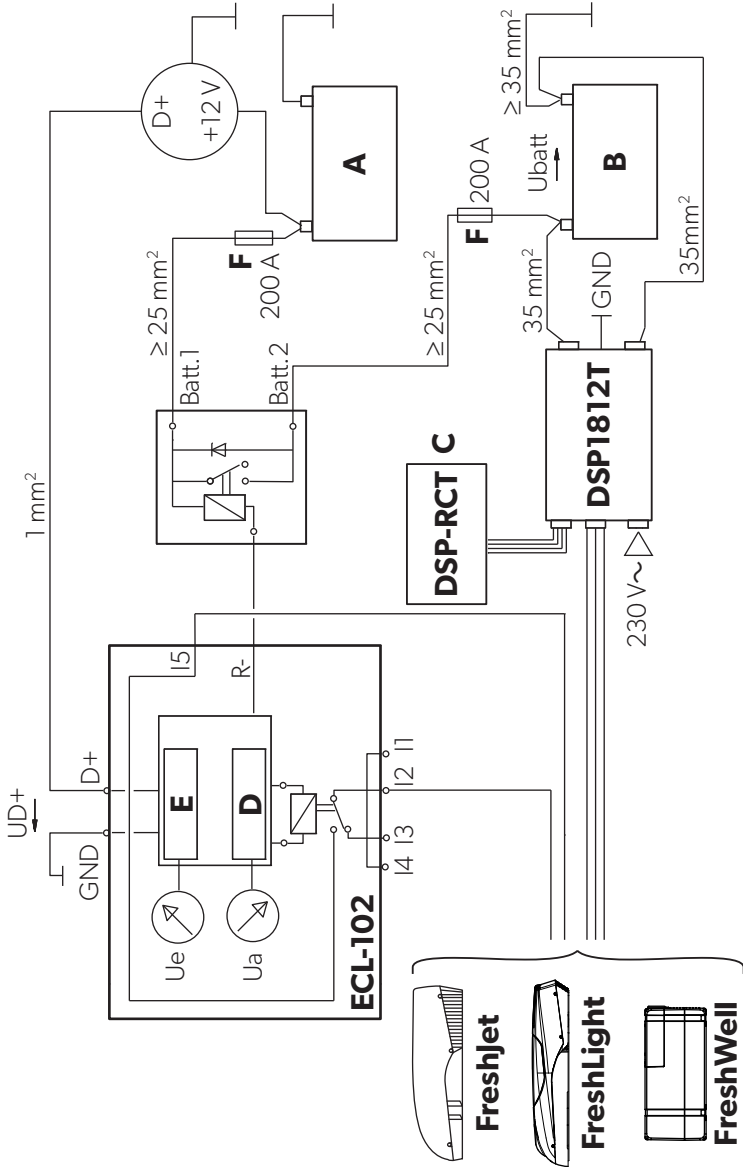 UD+
GND
D+
1 mm²
D+
+12 V
E
D
Ue
Ua
I5
R-
I4
I3
I2
I1
ECL-102
Batt.1
Batt.2
≥ 25 mm²
F
200 A
A
≥ 25 mm²
F
200 A
≥ 35 mm²
Ubatt
B
35 mm²
GND
35mm²
DSP-RCT
C
DSP1812T
230 V~
FreshJet
FreshLight
FreshWell